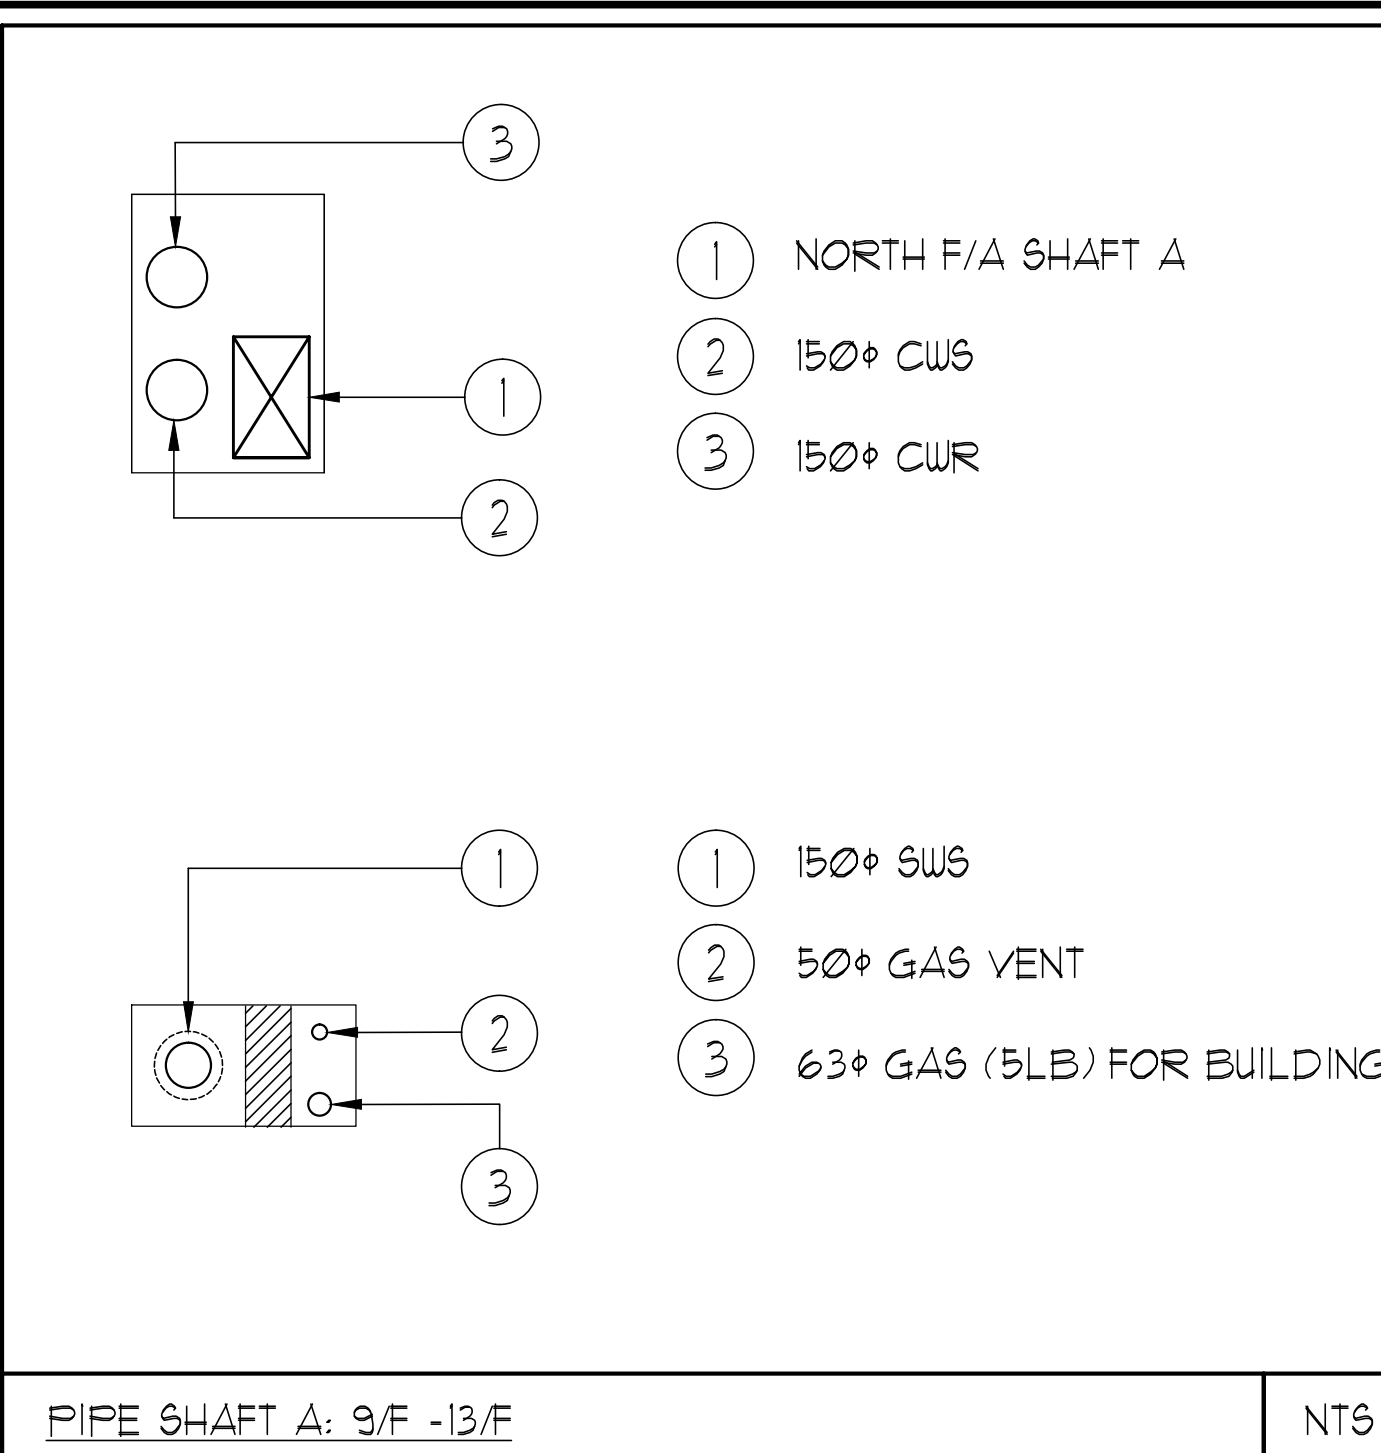 3
1
2
1 NORTH F/A SHAFT A
2 150φ CWS
3 150φ CWR
1
2
3
1 150φ SWS
2 50φ GAS VENT
3 63φ GAS (5LB) FOR BUILDING
PIPE SHAFT A: 9/F -13/F
NTS